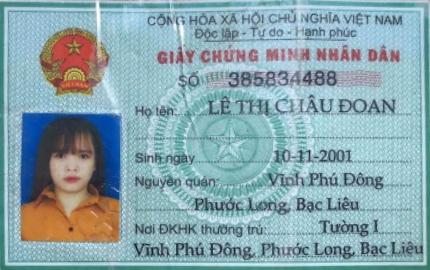 CỘNG HÒA XÃ HỘI CHỦ NGHĨA VIỆT NAM
Độc lập - Tự do - Hạnh phúc
GIẤY CHỨNG MINH NHÂN DÂN
SỐ 385834488
Họ tên: LÊ THỊ CHÂU ĐOAN
Sinh ngày 10-11-2001
Nguyên quán: Vĩnh Phú Đông,
Phước Long, Bạc Liêu
Nơi ĐKHK thường trú: Tường I
Vĩnh Phú Đông, Phước Long, Bạc Liêu